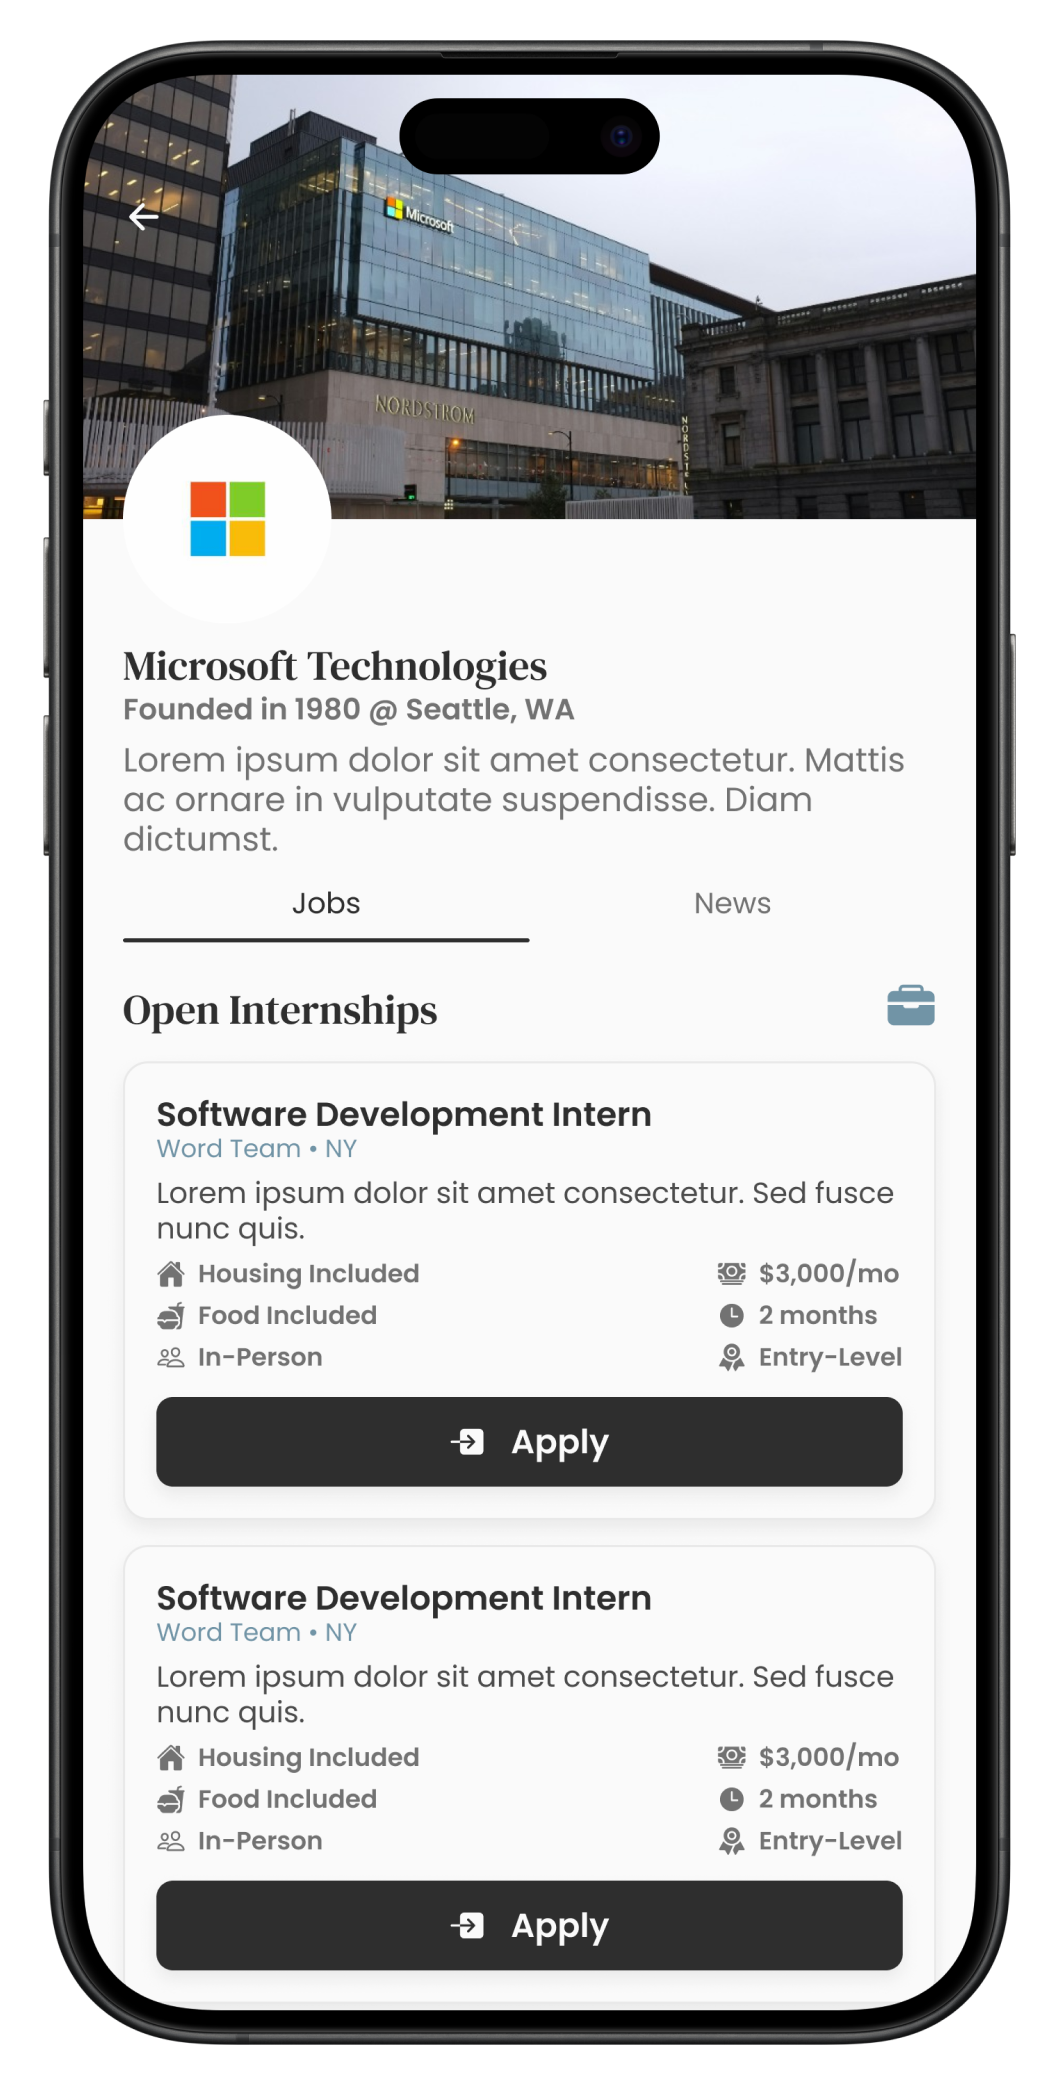 Microsoft
NORDSTROM
Microsoft Technologies
Founded in 1980 @ Seattle, WA
Lorem ipsum dolor sit amet consectetur. Mattis
ac ornare in vulputate suspendisse. Diam
dictumst.
Jobs
News
Open Internships
Software Development Intern
Word Team • NY
Lorem ipsum dolor sit amet consectetur. Sed fusce
nunc quis.
Housing Included
$3,000/mo
Food Included
2 months
In-Person
Entry-Level
Apply
Software Development Intern
Word Team • NY
Lorem ipsum dolor sit amet consectetur. Sed fusce
nunc quis.
Housing Included
$3,000/mo
Food Included
2 months
In-Person
Entry-Level
Apply